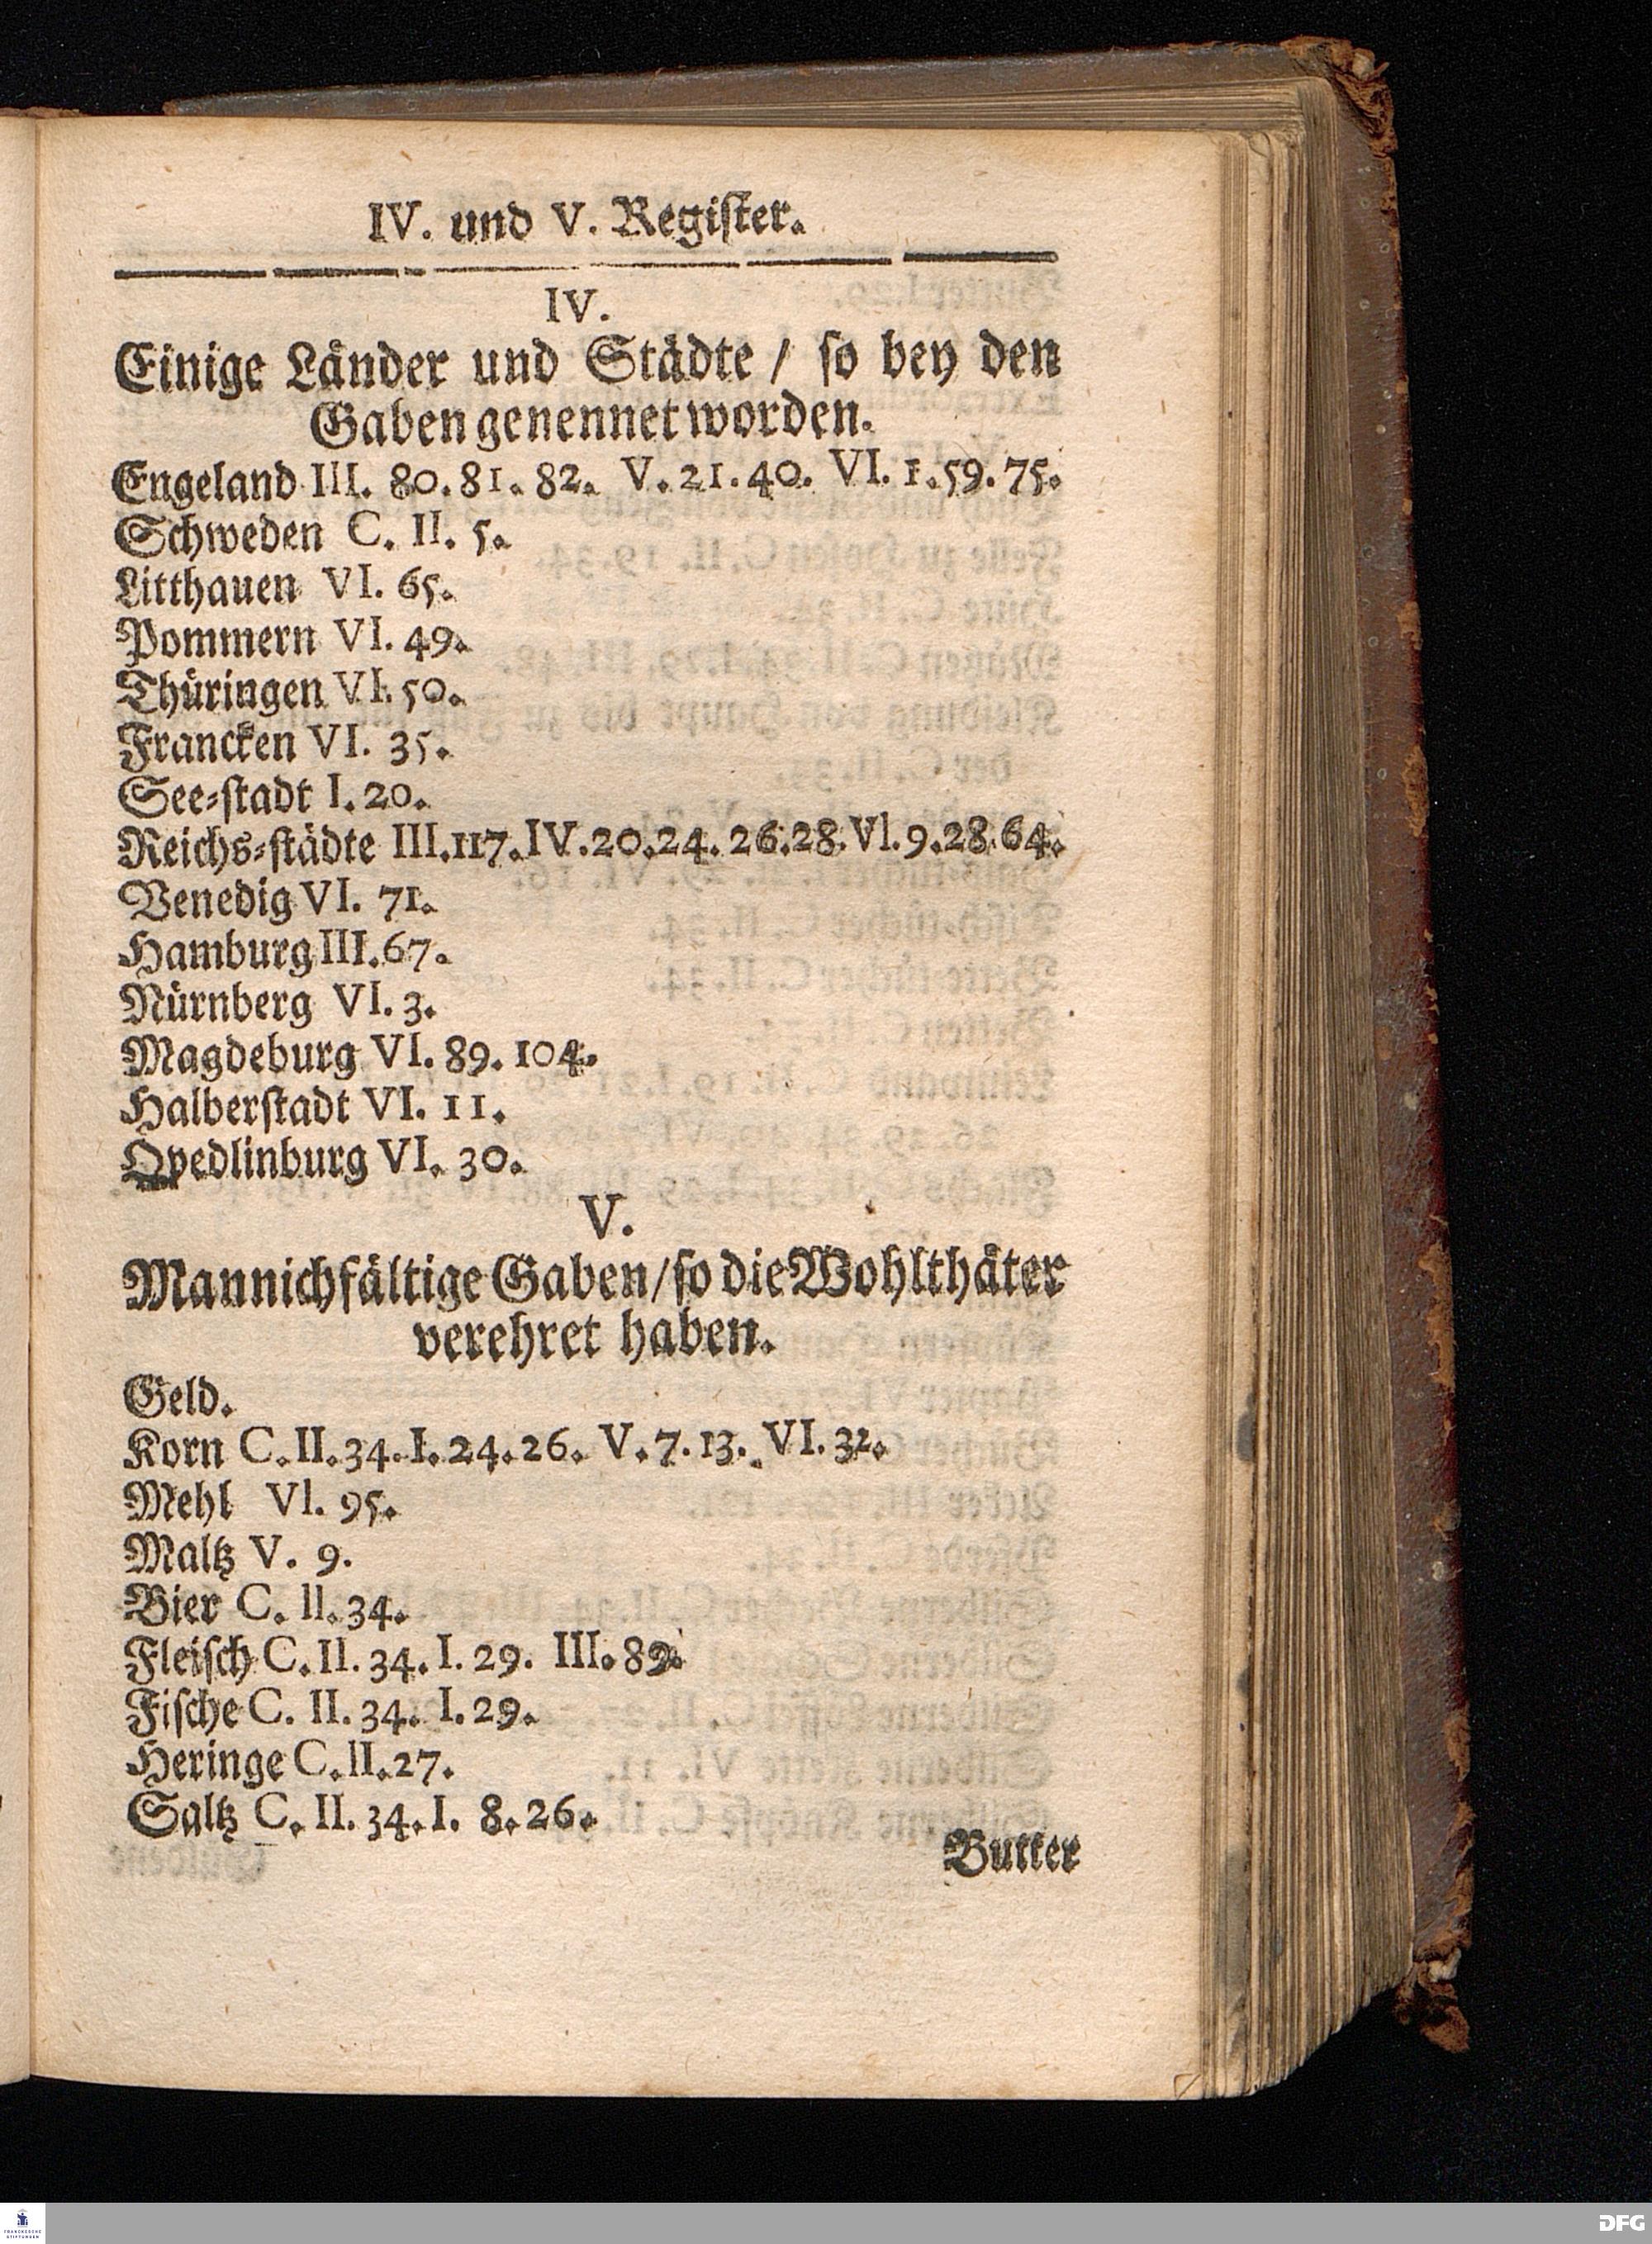 IV. und V. Register.
IV.
Einige Länder und Städte / so bey den
Gaben genennet worden.
Engeland III. 80. 81. 82. V. 21. 40. VI. 1. 59. 75.
Schweden C. II. 5.
Litthauen VI. 65.
Pommern VI. 49.
Thüringen VI. 50.
Francken VI. 35.
See-stadt I. 20.
Reichs-städte III. 117. IV. 20. 24. 26. 28. VI. 9. 28. 64.
Venedig VI. 71.
Hamburg III. 67.
Nürnberg VI. 3.
Magdeburg VI. 89. 104.
Halberstadt VI. 11.
Qvedlinburg VI. 30.
V.
Mannichfältige Gaben / so die Wohlthäter
verehret haben.
Geld.
Korn C. II. 34. I. 24. 26. V. 7. 13. VI. 32.
Mehl VI. 95.
Maltz V. 9.
Bier C. II. 34.
Fleisch C. II. 34. I. 29. III. 89.
Fische C. II. 34. I. 29.
Heringe C. II. 27.
Saltz C. II. 34. I. 8. 26.
Butter
FRANCKESCHE
STIFTUNGEN
DFG